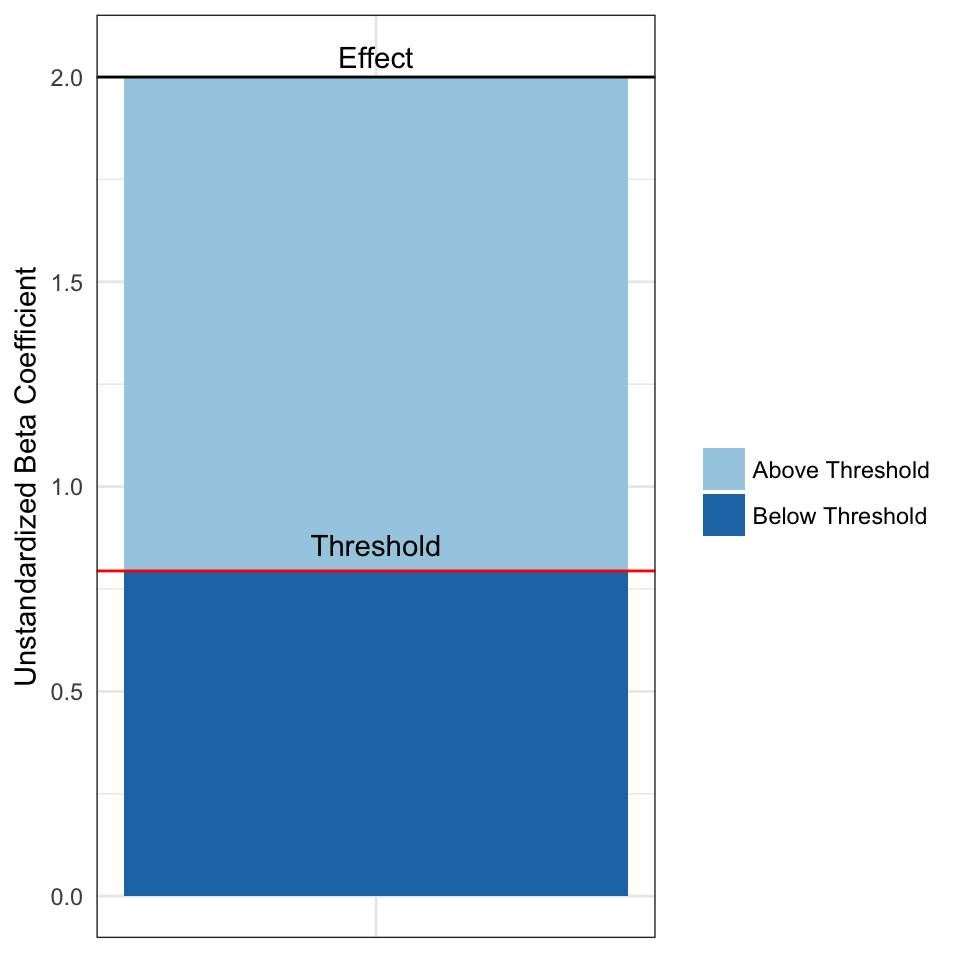 Effect
2.0
1.5
1.0
0.5
0.0
Unstandardized Beta Coefficient
Threshold
Above Threshold
Below Threshold